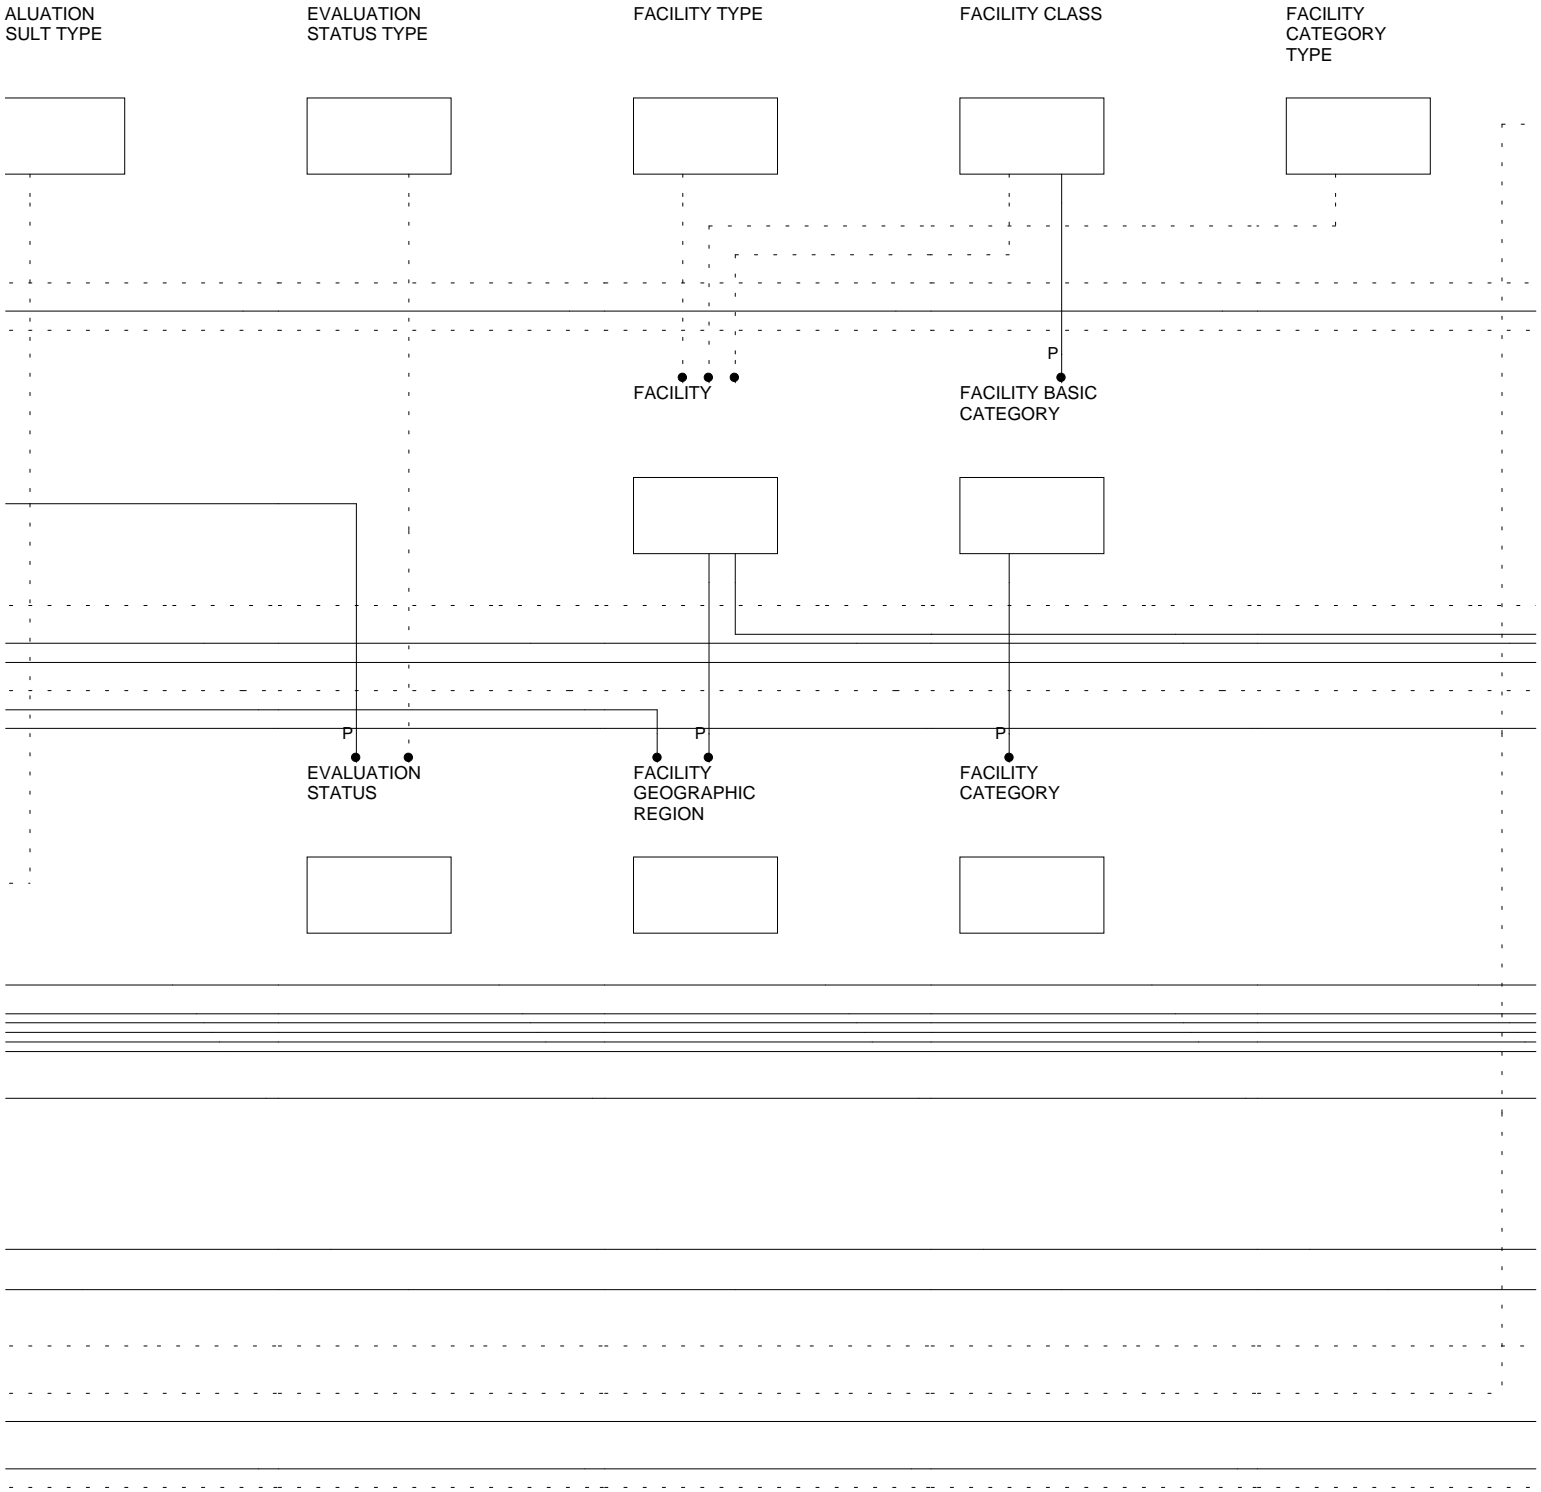 ALUATION
SULT TYPE
EVALUATION
STATUS TYPE
FACILITY TYPE
FACILITY CLASS
FACILITY
CATEGORY
TYPE
P
FACILITY
FACILITY BASIC
CATEGORY
P
P
P
EVALUATION
STATUS
FACILITY
GEOGRAPHIC
REGION
FACILITY
CATEGORY